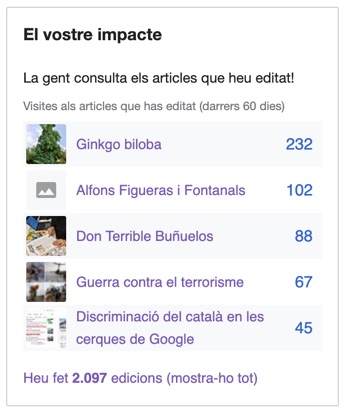 El vostre impacte
La gent consulta els articles que heu editat!
Visites als articles que has editat (darrers 60 dies)
Ginkgo biloba 232
Alfons Figueras i Fontanals 102
Don Terrible Buñuelos 88
Guerra contra el terrorisme 67
Discriminació del català en les
cerques de Google 45
Heu fet 2.097 edicions (mostra-ho tot)